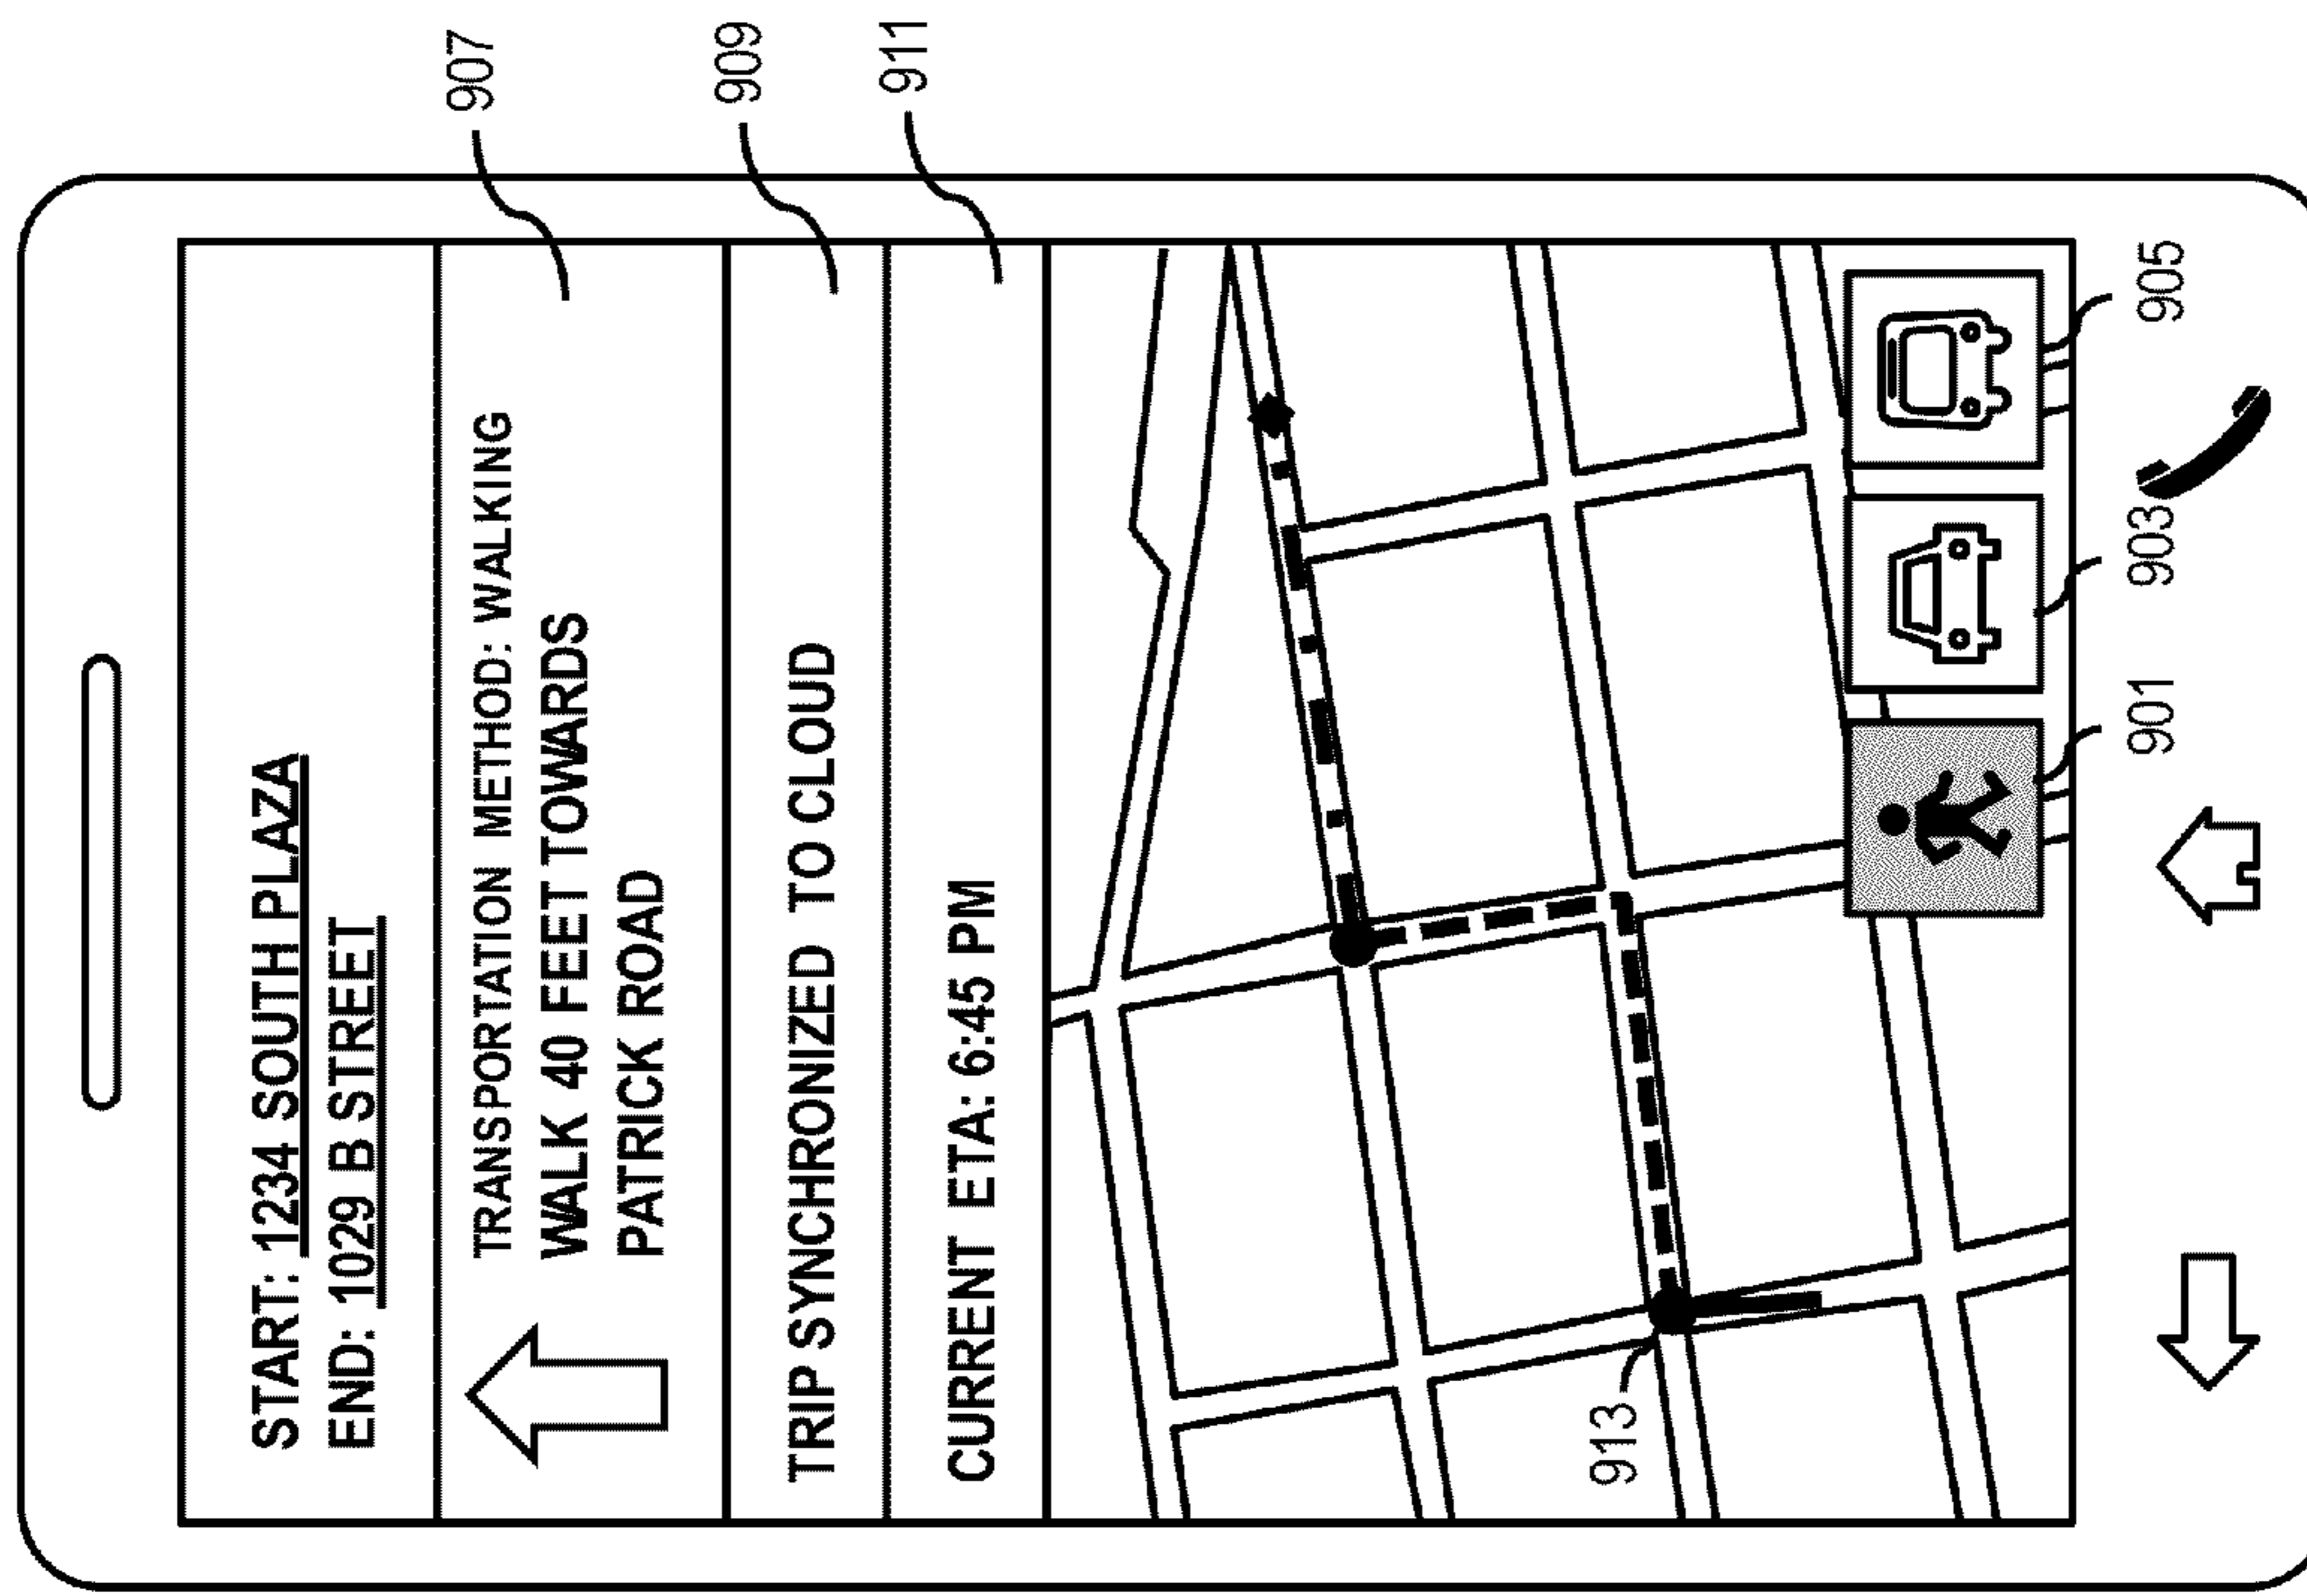 START: 1234 SOUTH PLAZA
END: 1029 B STREET
TRANSPORTATION METHOD: WALKING
WALK 40 FEET TOWARDS
PATRICK ROAD
907
TRIP SYNCHRONIZED TO CLOUD
909
CURRENT ETA: 6:45 PM
911
913
901
903
905